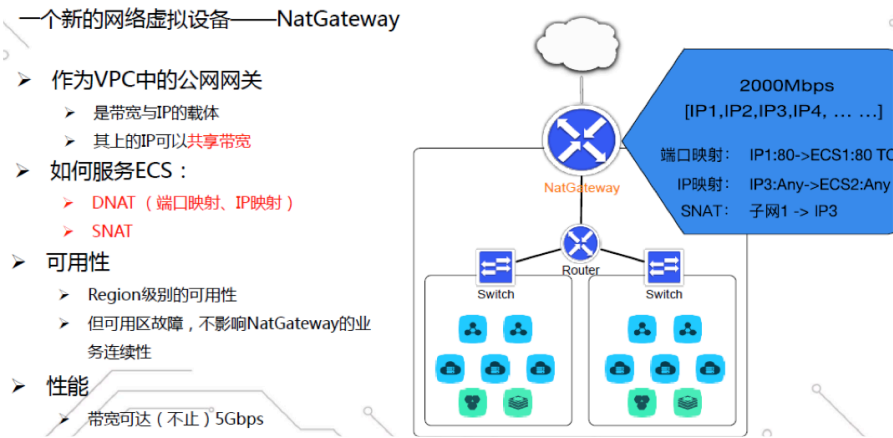 一个新的网络虚拟设备——NatGateway
作为VPC中的公网网关
是带宽与IP的载体
其上的IP可以共享带宽
如何服务ECS：
DNAT（端口映射、IP映射）
SNAT
可用性
Region级别的可用性
但可用区故障，不影响NatGateway的业
务连续性
性能
带宽可达（不止）5Gbps
2000Mbps
[IP1,IP2,IP3,IP4, ... ...]
端口映射： IP1:80->ECS1:80 TC
IP映射： IP3:Any->ECS2:Any
SNAT： 子网1 -> IP3
NatGateway
Router
Switch
Switch